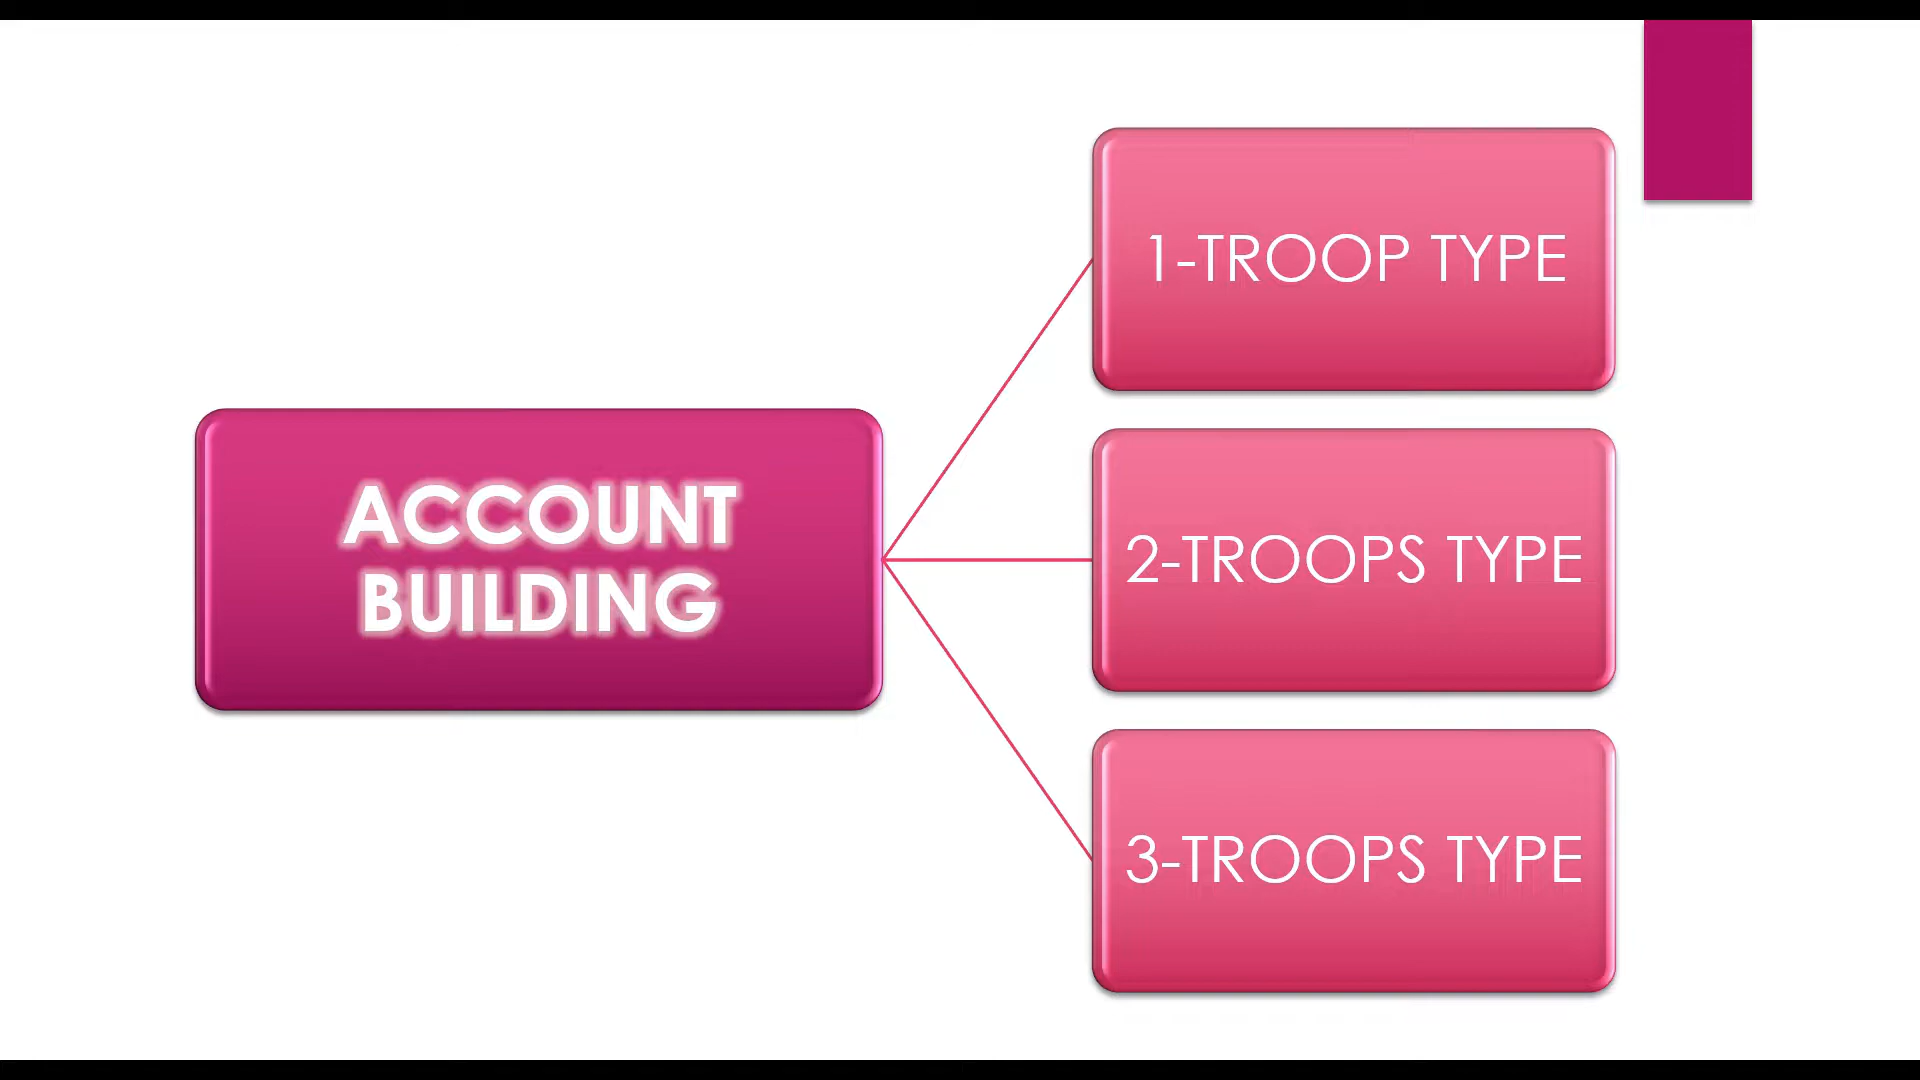 ACCOUNT
BUILDING
1-TROOP TYPE
2-TROOPS TYPE
3-TROOPS TYPE